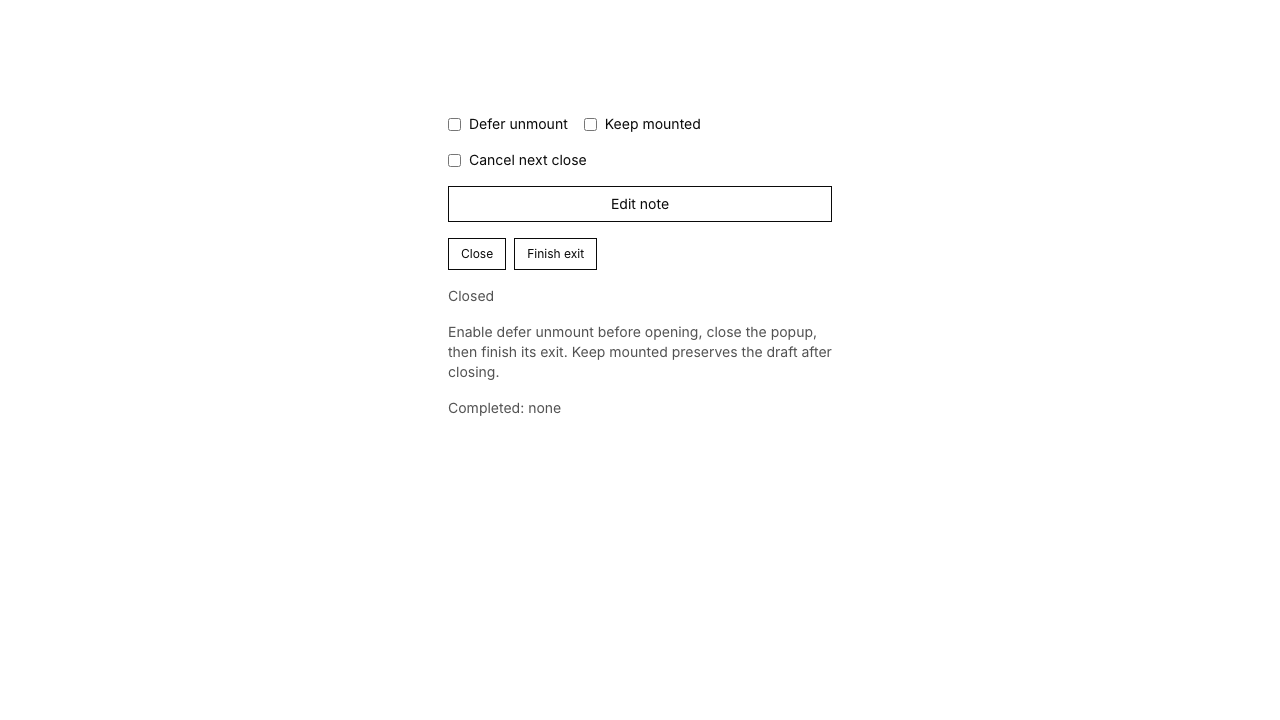 Defer unmount Keep mounted
Cancel next close
Edit note
Close Finish exit
Closed
Enable defer unmount before opening, close the popup,
then finish its exit. Keep mounted preserves the draft after
closing.
Completed: none